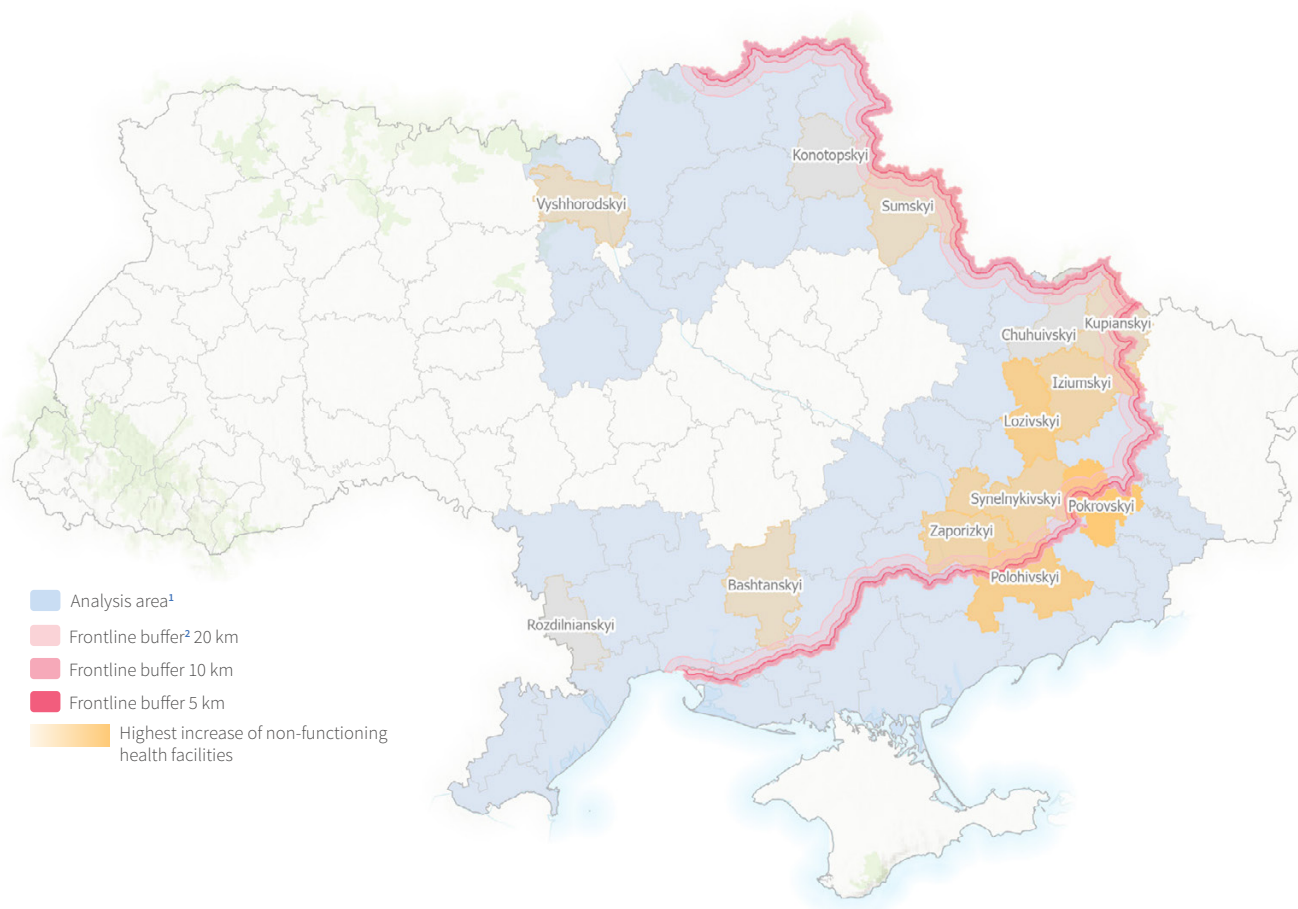 Konotopskyi
Vyshhorodskyi
Sumskyi
Chuhuivskyi
Kupianskyi
Iziumskyi
Lozivskyi
Synelnykivskyi
Pokrovskyi
Zaporizkyi
Polohivskyi
Bashtanskyi
Rozdilnianskyi
Analysis area¹
Frontline buffer² 20 km
Frontline buffer 10 km
Frontline buffer 5 km
Highest increase of non-functioning
health facilities